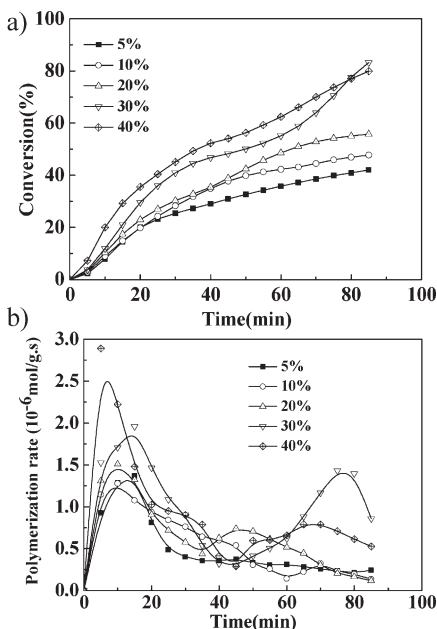 a)
100
80
60
40
20
0
Conversion(%)
5%
10%
20%
30%
40%
0 20 40 60 80 100
Time(min)
b)
3.0
2.5
2.0
1.5
1.0
0.5
0.0
Polymerization rate (10⁻⁶mol/g.s)
5%
10%
20%
30%
40%
0 20 40 60 80 100
Time(min)